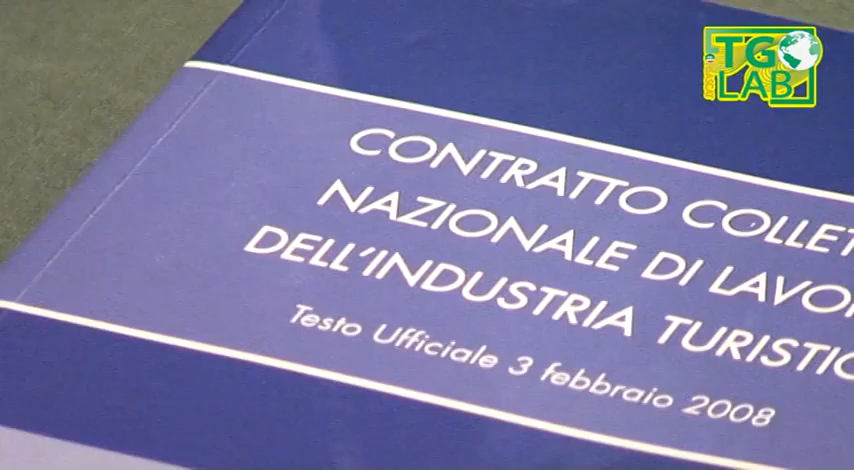 TG
LAB
CONTRATTO COLLET
NAZIONALE DI LAVO
DELL'INDUSTRIA TURISTIC
Testo Ufficiale 3 febbraio 2008